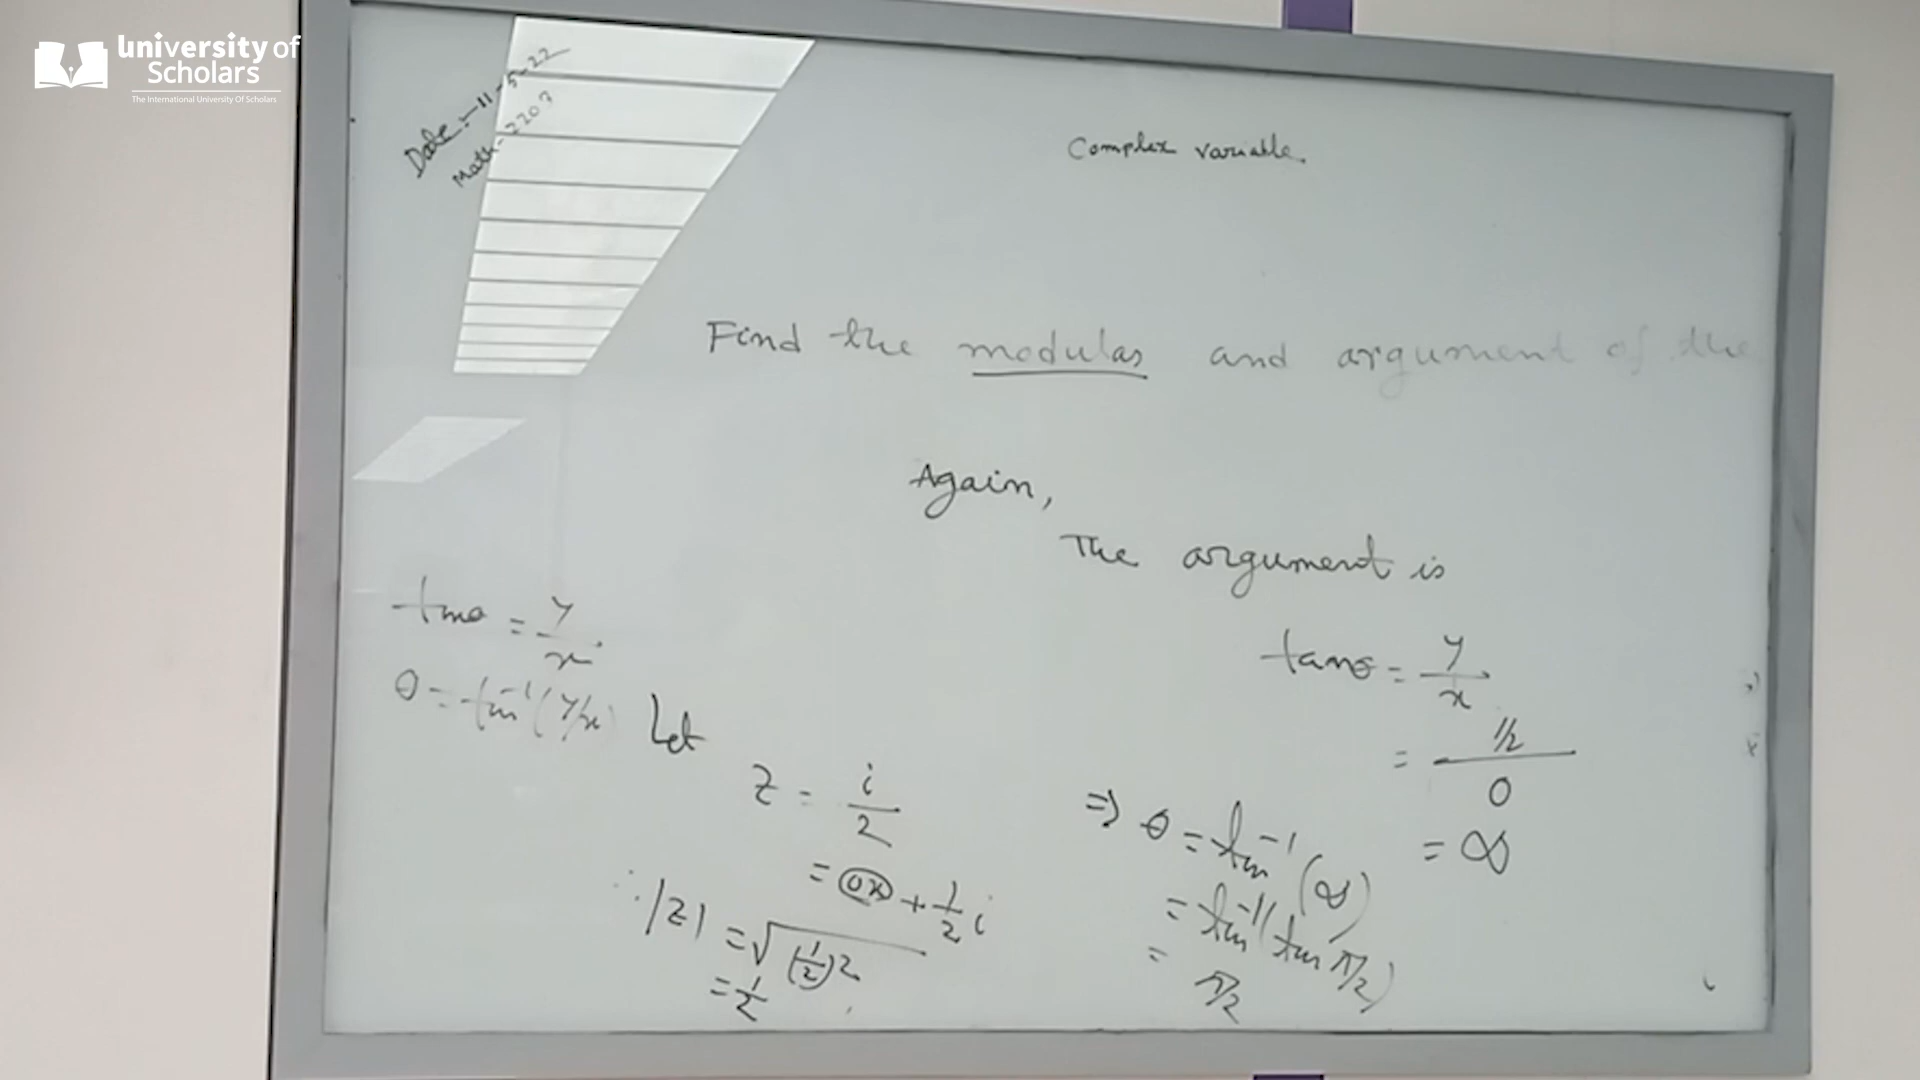 University of
Scholars
The International University Of Scholars
Date:-11-5-22
Math-2203
Complex variable.
Find the modulas and argument of the
Again,
The argument is
tanθ = y/x
θ = tan⁻¹(y/x)
Let
z = i/2
= 0x + 1/2 i
∴ |z| = √(1/2)2
= 1/2
tanθ = y/x
= 1/2 / 0
= ∞
⇒ θ = tan⁻¹(∞)
= tan⁻¹(tan π/2)
= π/2